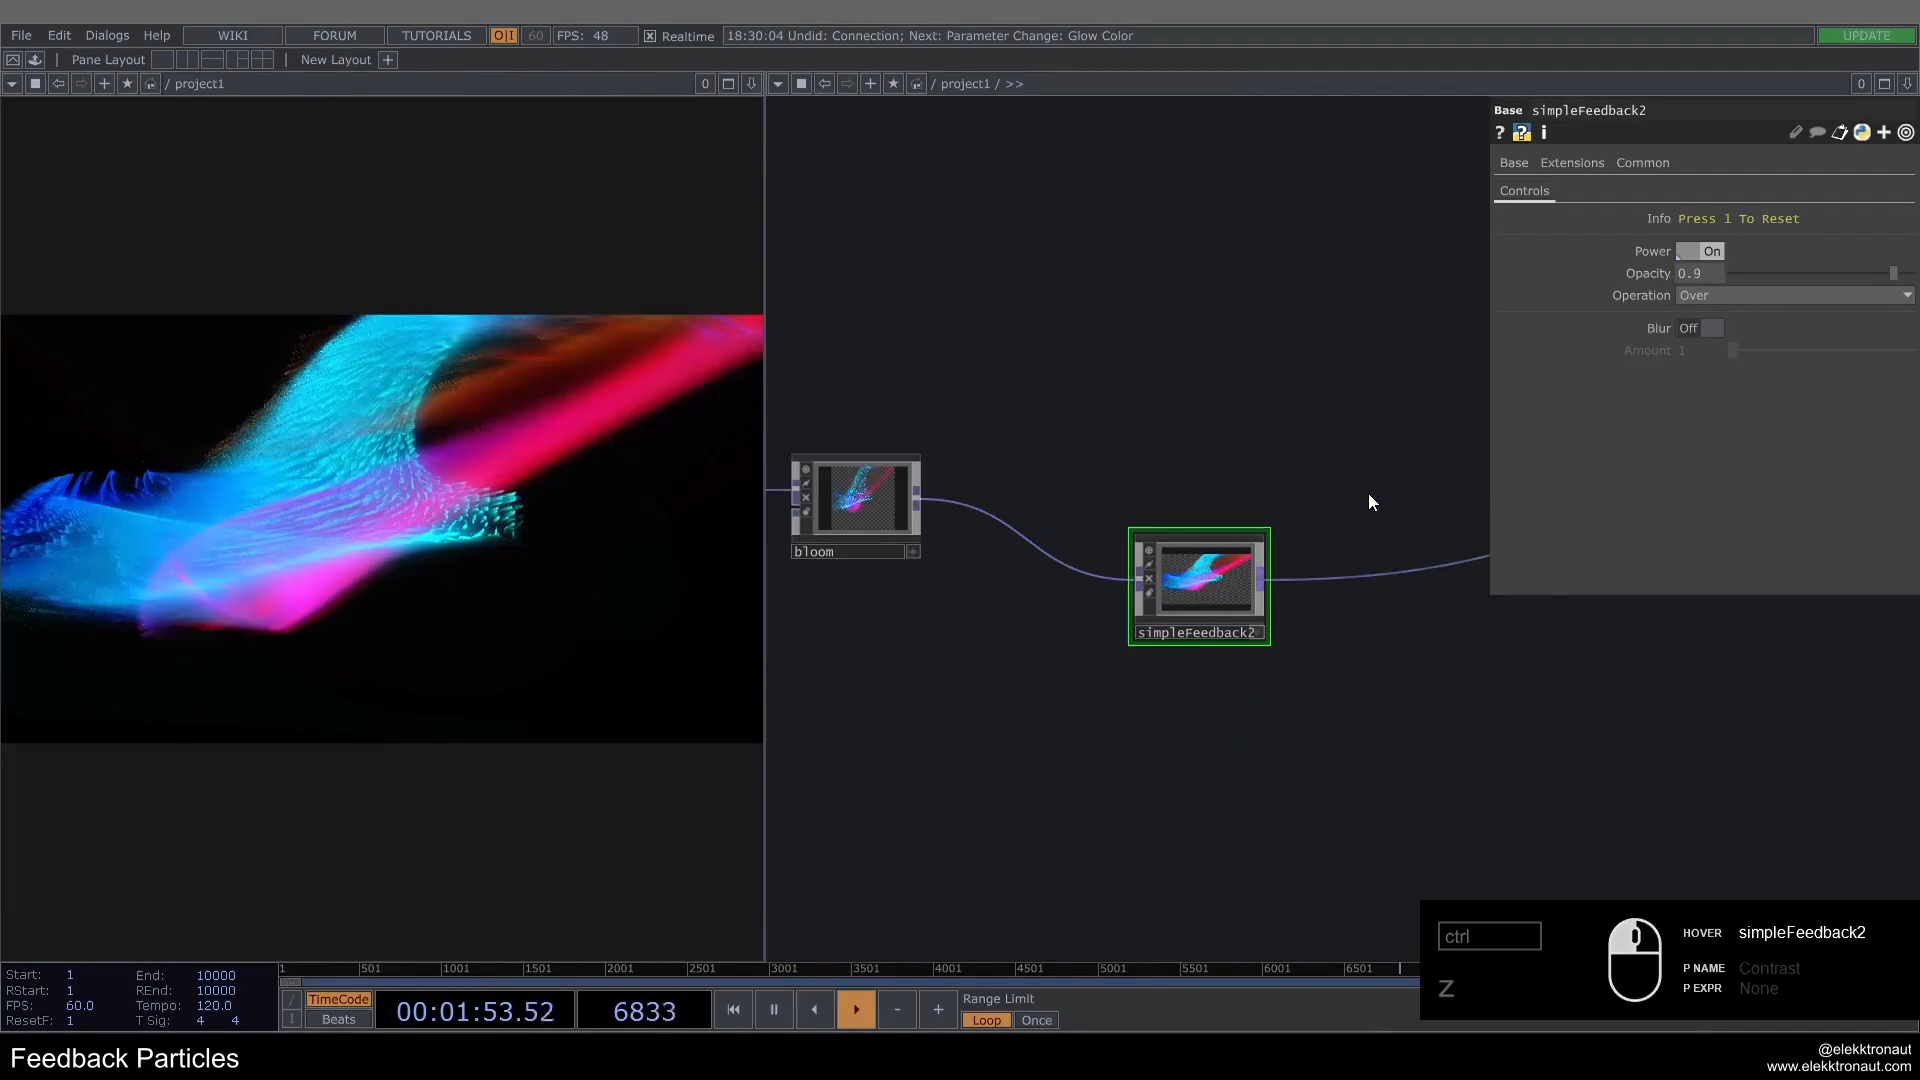 File Edit Dialogs Help WIKI FORUM TUTORIALS O|I 60 FPS: 48 Realtime 18:30:04 Undid: Connection; Next: Parameter Change: Glow Color UPDATE
Pane Layout New Layout +
/ project1 0 / project1 / >> 0
Base simpleFeedback2
? ? i
Base Extensions Common
Controls
Info Press 1 To Reset
Power On
Opacity 0.9
Operation Over
Blur Off
Amount 1
bloom
simpleFeedback2
ctrl
Z
HOVER simpleFeedback2
P NAME Contrast
P EXPR None
1 501 1001 1501 2001 2501 3001 3501 4001 4501 5001 5501 6001 6501
Start: 1 End: 10000
RStart: 1 REnd: 10000
FPS: 60.0 Tempo: 120.0
ResetF: 1 T Sig: 4 4
TimeCode
Beats
00:01:53.52
6833
Range Limit
Loop Once
Feedback Particles
@elekktronaut
www.elekktronaut.com